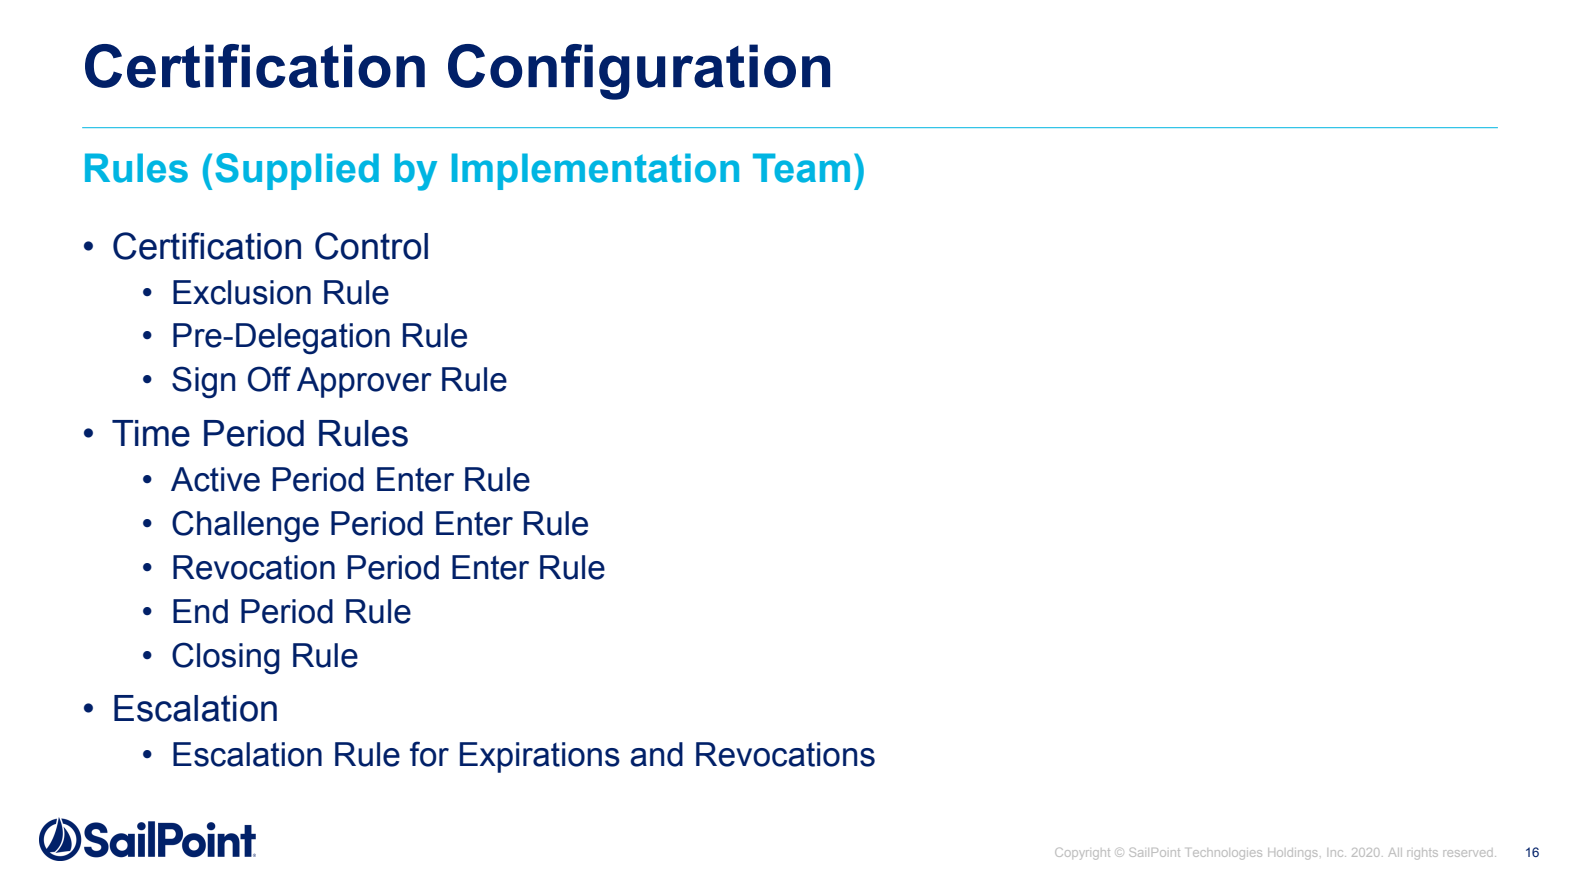 Certification Configuration
Rules (Supplied by Implementation Team)
• Certification Control
• Exclusion Rule
• Pre-Delegation Rule
• Sign Off Approver Rule
• Time Period Rules
• Active Period Enter Rule
• Challenge Period Enter Rule
• Revocation Period Enter Rule
• End Period Rule
• Closing Rule
• Escalation
• Escalation Rule for Expirations and Revocations
SailPoint
Copyright © SailPoint Technologies Holdings, Inc. 2020. All rights reserved. 16